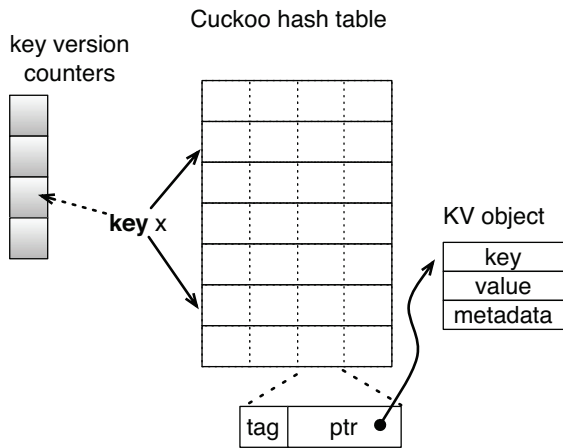 Cuckoo hash table
key version
counters
key x
KV object
key
value
metadata
tag
ptr